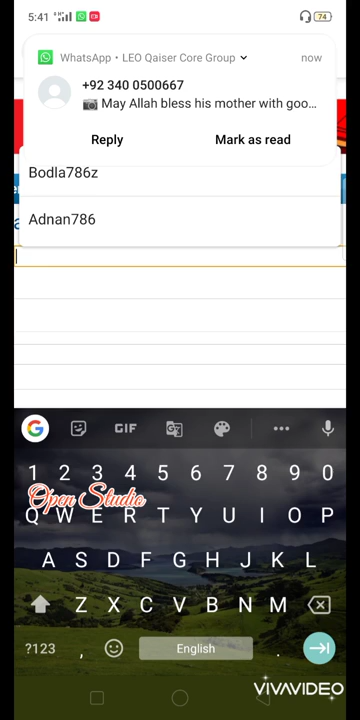 5:41 74
WhatsApp • LEO Qaiser Core Group now
+92 340 0500667
📷 May Allah bless his mother with goo...
Reply Mark as read
Bodla786z
Adnan786
GIF
1 2 3 4 5 6 7 8 9 0
Open Studio
Q W E R T Y U I O P
A S D F G H J K L
Z X C V B N M
?123 , English .
VIVAVIDEO